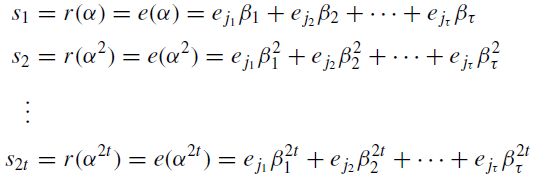 s₁ = r(α) = e(α) = e_{j₁}β₁ + e_{j₂}β₂ + ⋯ + e_{j_τ}β_τ
s₂ = r(α²) = e(α²) = e_{j₁}β₁² + e_{j₂}β₂² + ⋯ + e_{j_τ}β_τ²
⋮
s_{2t} = r(α^{2t}) = e(α^{2t}) = e_{j₁}β₁^{2t} + e_{j₂}β₂^{2t} + ⋯ + e_{j_τ}β_τ^{2t}